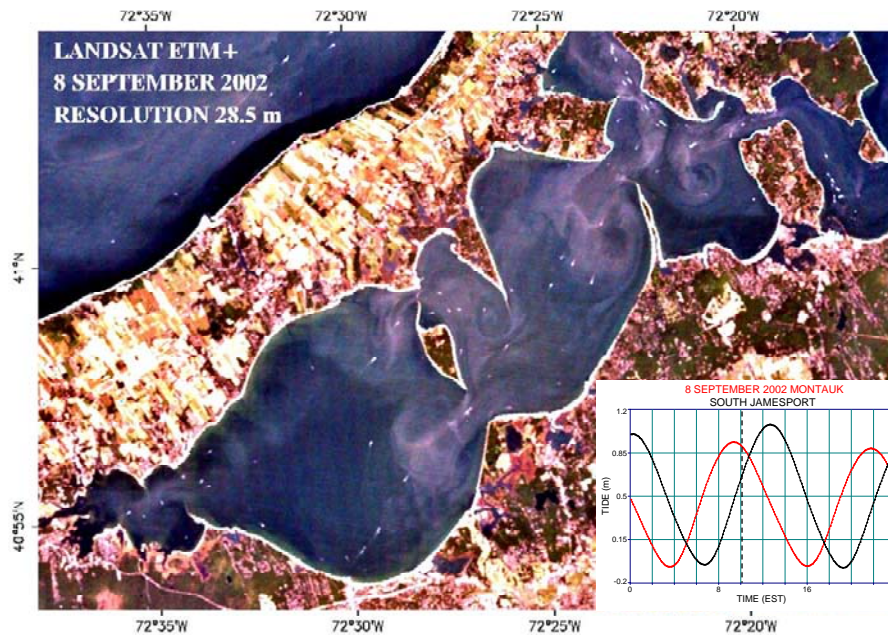 72°35'W 72°30'W 72°25'W 72°20'W
LANDSAT ETM+
8 SEPTEMBER 2002
RESOLUTION 28.5 m
41°N
40°55'N
8 SEPTEMBER 2002 MONTAUK
SOUTH JAMESPORT
1.2
0.85
0.5
0.15
-0.2
TIDE (m)
0 8 16
TIME (EST)
72°35'W 72°30'W 72°25'W 72°20'W